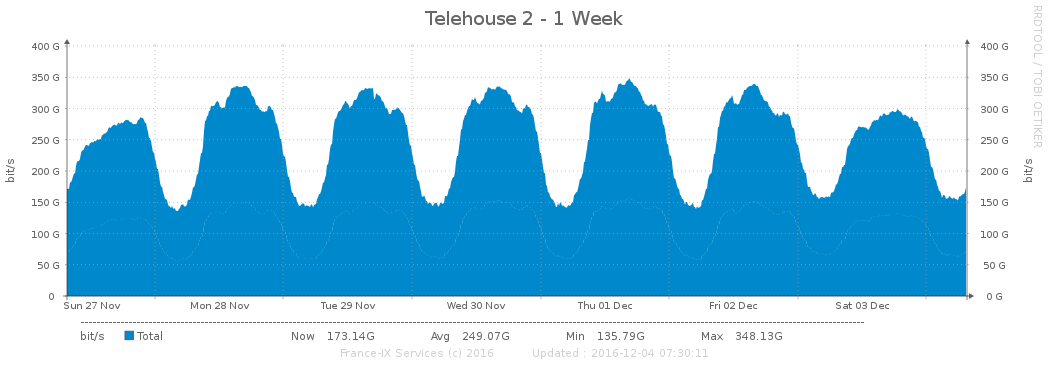 Telehouse 2 - 1 Week
RRDTOOL / TOBI OETIKER
400 G 400 G
350 G 350 G
300 G 300 G
250 G 250 G
200 G 200 G
150 G 150 G
100 G 100 G
50 G 50 G
0 0 G
bit/s
bit/s
Sun 27 Nov Mon 28 Nov Tue 29 Nov Wed 30 Nov Thu 01 Dec Fri 02 Dec Sat 03 Dec
bit/s Total Now 173.14G Avg 249.07G Min 135.79G Max 348.13G
France-IX Services (c) 2016 Updated : 2016-12-04 07:30:11